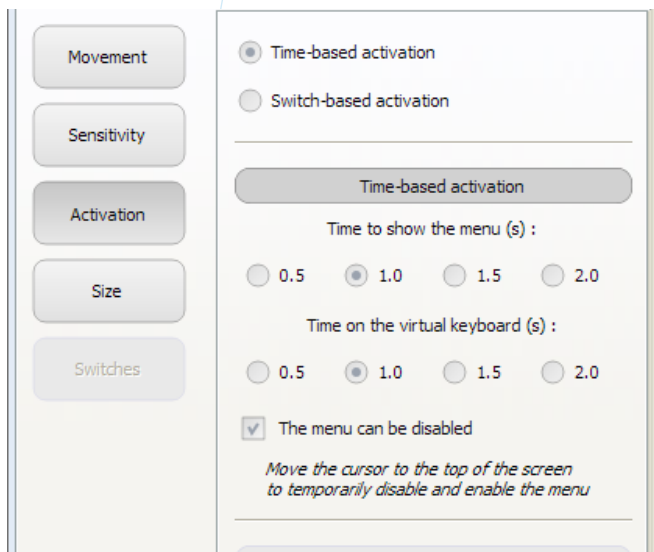 Movement
Sensitivity
Activation
Size
Switches
Time-based activation
Switch-based activation
Time-based activation
Time to show the menu (s) :
0.5 1.0 1.5 2.0
Time on the virtual keyboard (s) :
0.5 1.0 1.5 2.0
The menu can be disabled
Move the cursor to the top of the screen
to temporarily disable and enable the menu